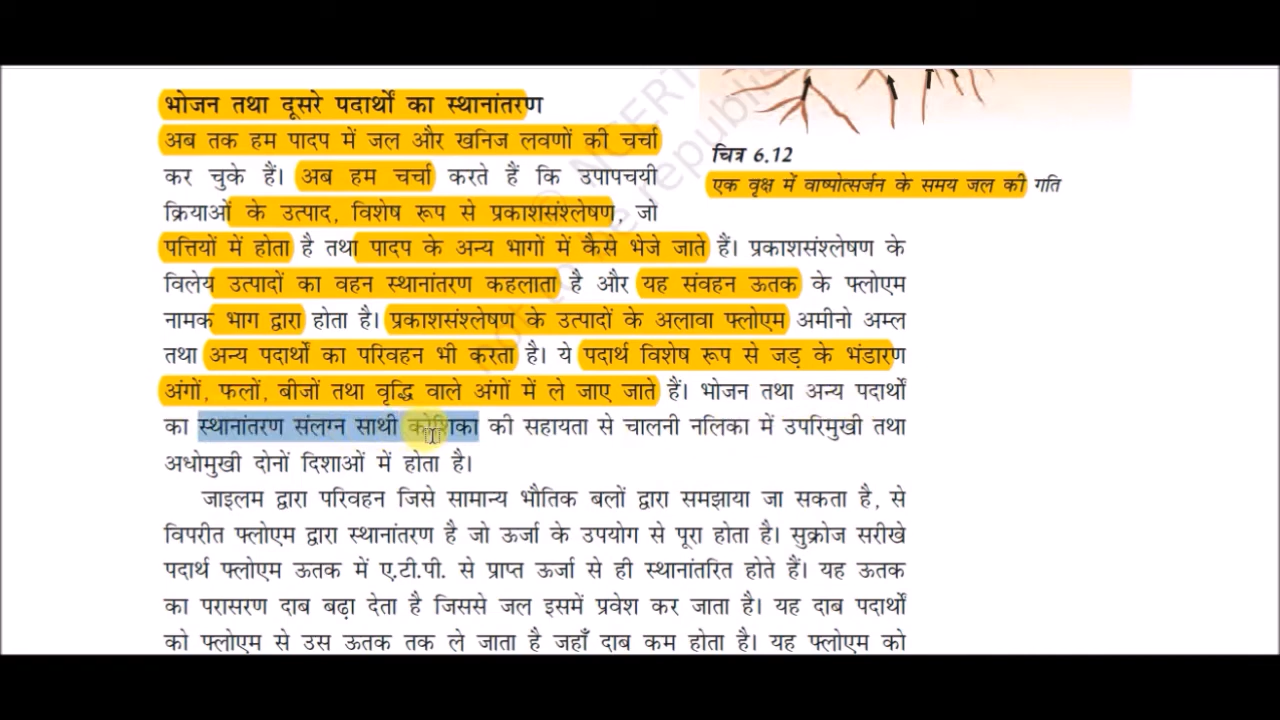 भोजन तथा दूसरे पदार्थों का स्थानांतरण
अब तक हम पादप में जल और खनिज लवणों की चर्चा
कर चुके हैं। अब हम चर्चा करते हैं कि उपापचयी
क्रियाओं के उत्पाद, विशेष रूप से प्रकाशसंश्लेषण, जो
पत्तियों में होता है तथा पादप के अन्य भागों में कैसे भेजे जाते हैं। प्रकाशसंश्लेषण के
विलेय उत्पादों का वहन स्थानांतरण कहलाता है और यह संवहन ऊतक के फ्लोएम
नामक भाग द्वारा होता है। प्रकाशसंश्लेषण के उत्पादों के अलावा फ्लोएम अमीनो अम्ल
तथा अन्य पदार्थों का परिवहन भी करता है। ये पदार्थ विशेष रूप से जड़ के भंडारण
अंगों, फलों, बीजों तथा वृद्धि वाले अंगों में ले जाए जाते हैं। भोजन तथा अन्य पदार्थों
का स्थानांतरण संलग्न साथी कोशिका की सहायता से चालनी नलिका में उपरिमुखी तथा
अधोमुखी दोनों दिशाओं में होता है।
जाइलम द्वारा परिवहन जिसे सामान्य भौतिक बलों द्वारा समझाया जा सकता है, से
विपरीत फ्लोएम द्वारा स्थानांतरण है जो ऊर्जा के उपयोग से पूरा होता है। सुक्रोज सरीखे
पदार्थ फ्लोएम ऊतक में ए.टी.पी. से प्राप्त ऊर्जा से ही स्थानांतरित होते हैं। यह ऊतक
का परासरण दाब बढ़ा देता है जिससे जल इसमें प्रवेश कर जाता है। यह दाब पदार्थों
को फ्लोएम से उस ऊतक तक ले जाता है जहाँ दाब कम होता है। यह फ्लोएम को
चित्र 6.12
एक वृक्ष में वाष्पोत्सर्जन के समय जल की गति
© NCERT
not to be republis